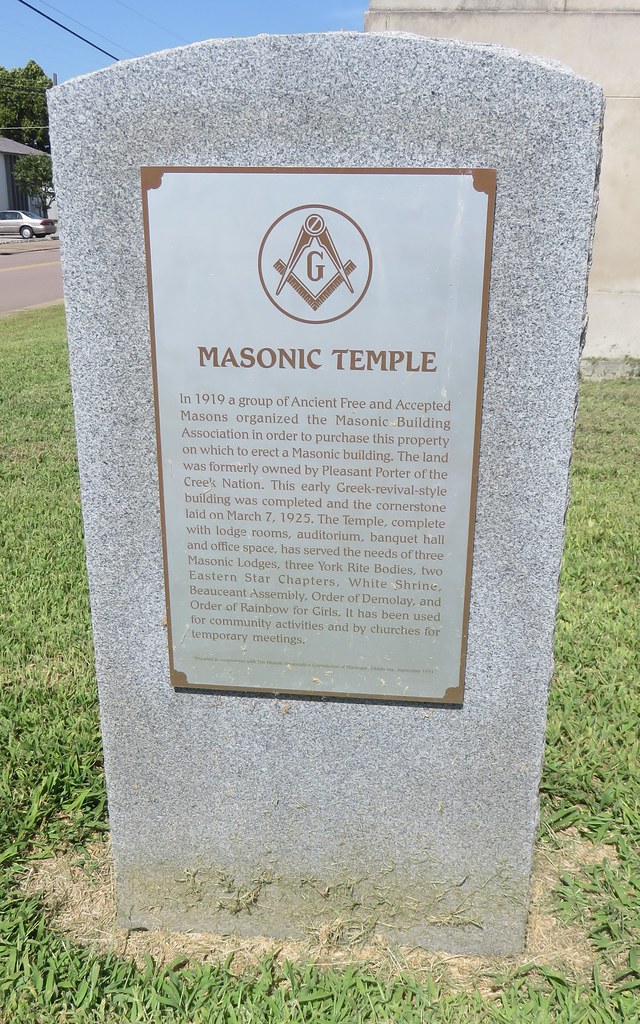 G
MASONIC TEMPLE
In 1919 a group of Ancient Free and Accepted
Masons organized the Masonic Building
Association in order to purchase this property
on which to erect a Masonic building. The land
was formerly owned by Pleasant Porter of the
Creek Nation. This early Greek-revival-style
building was completed and the cornerstone
laid on March 7, 1925. The Temple, complete
with lodge rooms, auditorium, banquet hall
and office space, has served the needs of three
Masonic Lodges, three York Rite Bodies, two
Eastern Star Chapters, White Shrine,
Beauceant Assembly, Order of Demolay, and
Order of Rainbow for Girls. It has been used
for community activities and by churches for
temporary meetings.